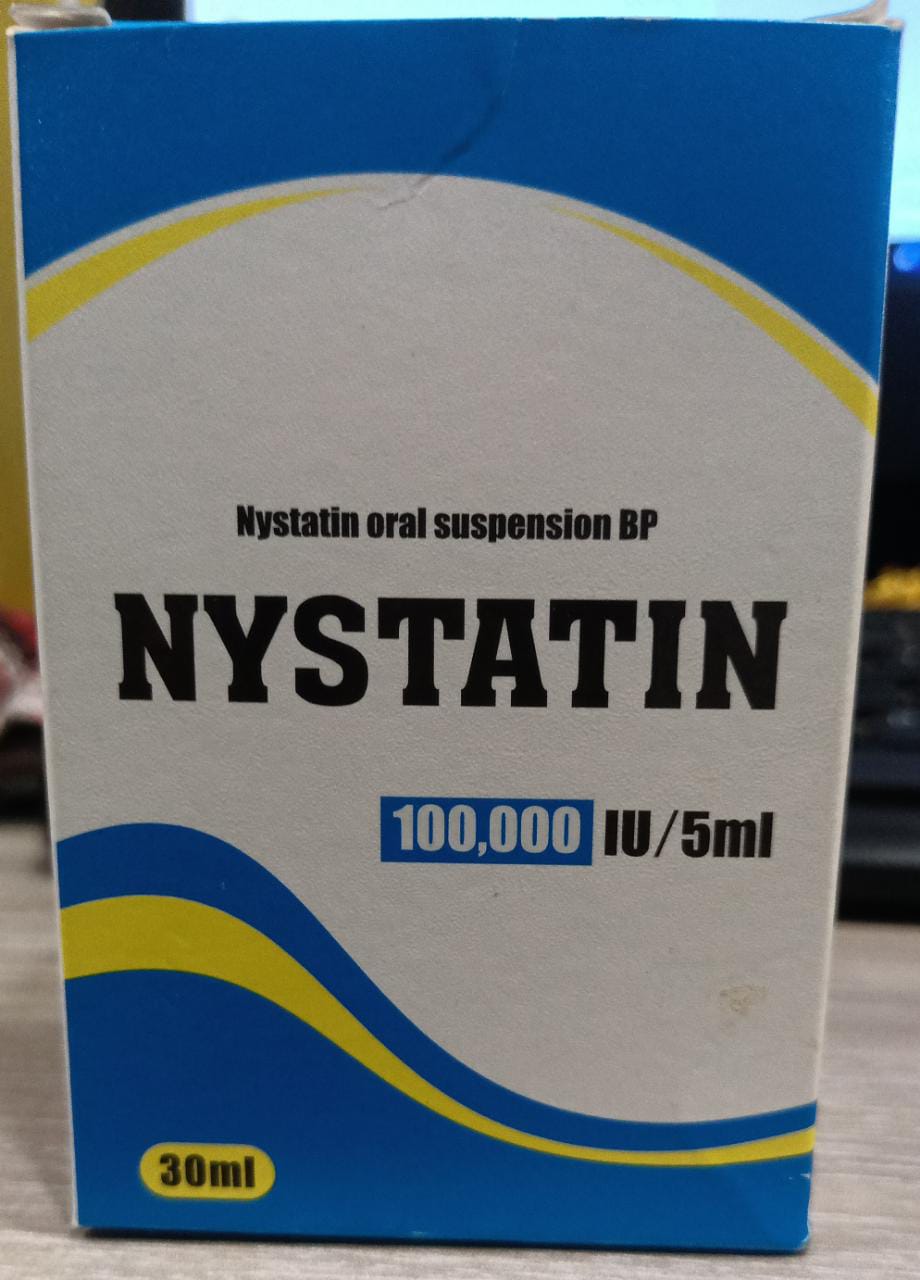 Nystatin oral suspension BP
NYSTATIN
100,000 IU/5ml
30ml